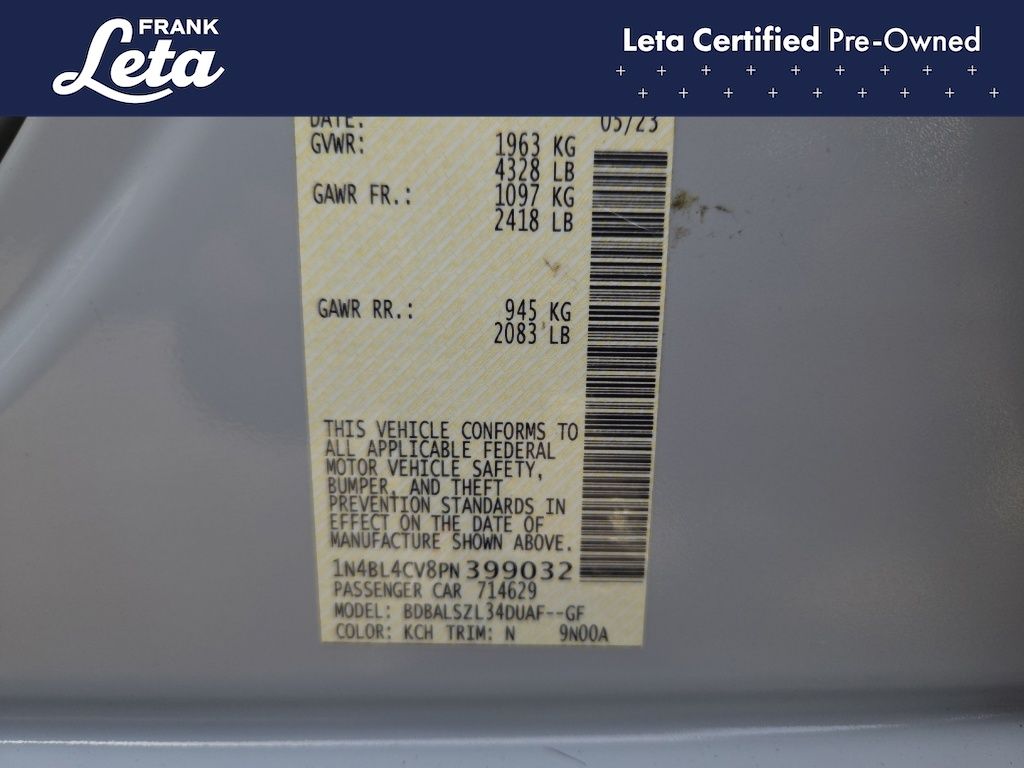 FRANK
Leta
Leta Certified Pre-Owned
DATE: 05/23
GVWR: 1963 KG
4328 LB
GAWR FR.: 1097 KG
2418 LB
GAWR RR.: 945 KG
2083 LB
THIS VEHICLE CONFORMS TO
ALL APPLICABLE FEDERAL
MOTOR VEHICLE SAFETY,
BUMPER, AND THEFT
PREVENTION STANDARDS IN
EFFECT ON THE DATE OF
MANUFACTURE SHOWN ABOVE.
1N4BL4CV8PN399032
PASSENGER CAR 714629
MODEL: BDBALSZL34DUAF--GF
COLOR: KCH TRIM: N 9N00A